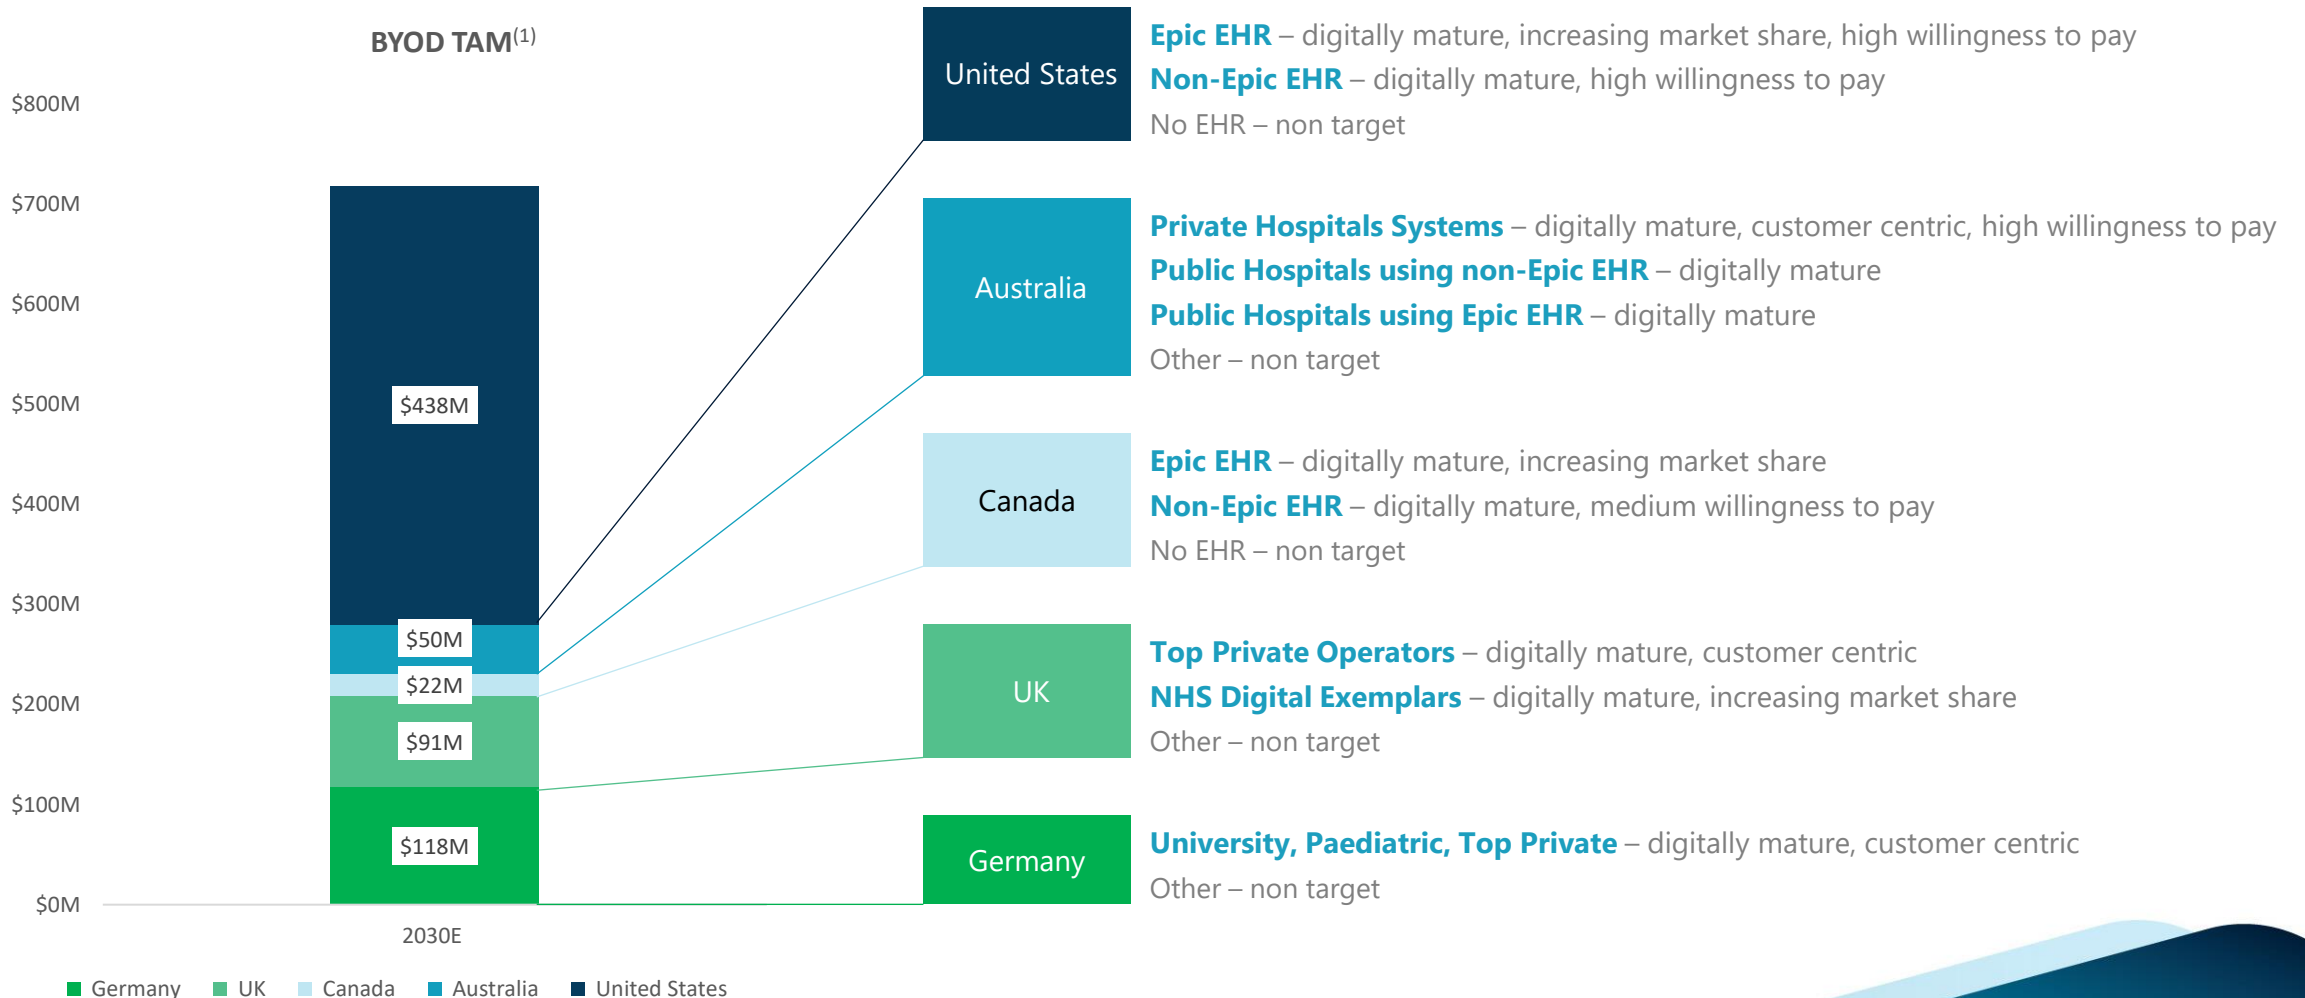 BYOD TAM(1)
$800M
$700M
$600M
$500M
$400M
$300M
$200M
$100M
$0M
$438M
$50M
$22M
$91M
$118M
2030E
Germany UK Canada Australia United States
United States
Epic EHR – digitally mature, increasing market share, high willingness to pay
Non-Epic EHR – digitally mature, high willingness to pay
No EHR – non target
Australia
Private Hospitals Systems – digitally mature, customer centric, high willingness to pay
Public Hospitals using non-Epic EHR – digitally mature
Public Hospitals using Epic EHR – digitally mature
Other – non target
Canada
Epic EHR – digitally mature, increasing market share
Non-Epic EHR – digitally mature, medium willingness to pay
No EHR – non target
UK
Top Private Operators – digitally mature, customer centric
NHS Digital Exemplars – digitally mature, increasing market share
Other – non target
Germany
University, Paediatric, Top Private – digitally mature, customer centric
Other – non target